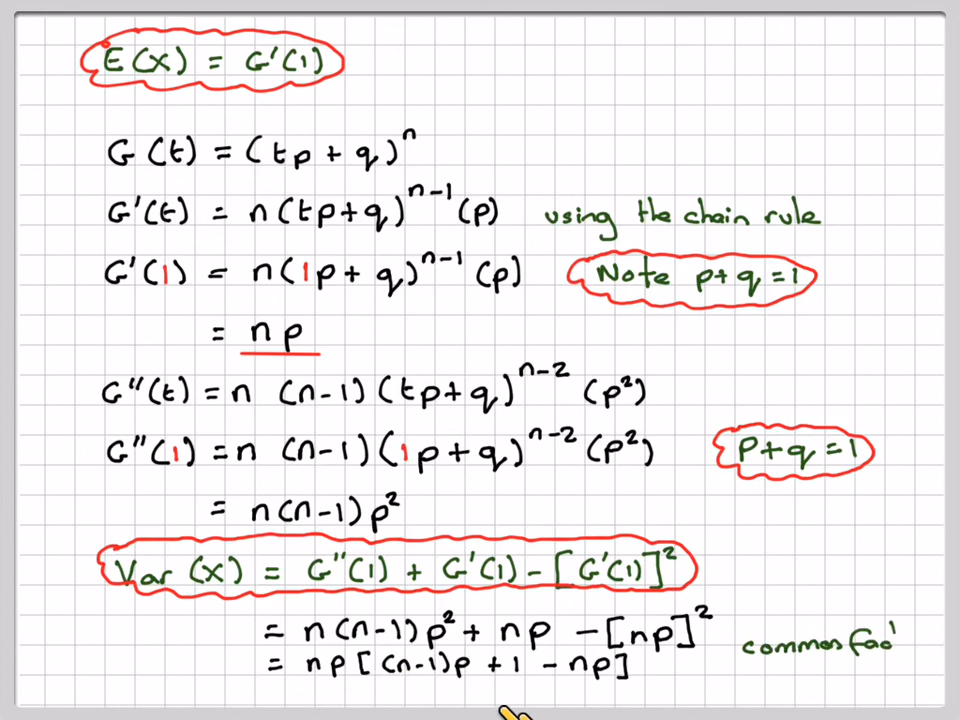 E(X) = G'(1)
G(t) = (tp + q)ⁿ
G'(t) = n(tp+q)ⁿ⁻¹(p) using the chain rule
G'(1) = n(1p + q)ⁿ⁻¹(p) Note p+q=1
= np
G''(t) = n (n-1)(tp+q)ⁿ⁻² (p²)
G''(1) = n (n-1)(1p+q)ⁿ⁻² (p²) p+q=1
= n(n-1)p²
Var(X) = G''(1) + G'(1) - [G'(1)]²
= n(n-1)p² + np - [np]²
common fac
= np[(n-1)p + 1 - np]